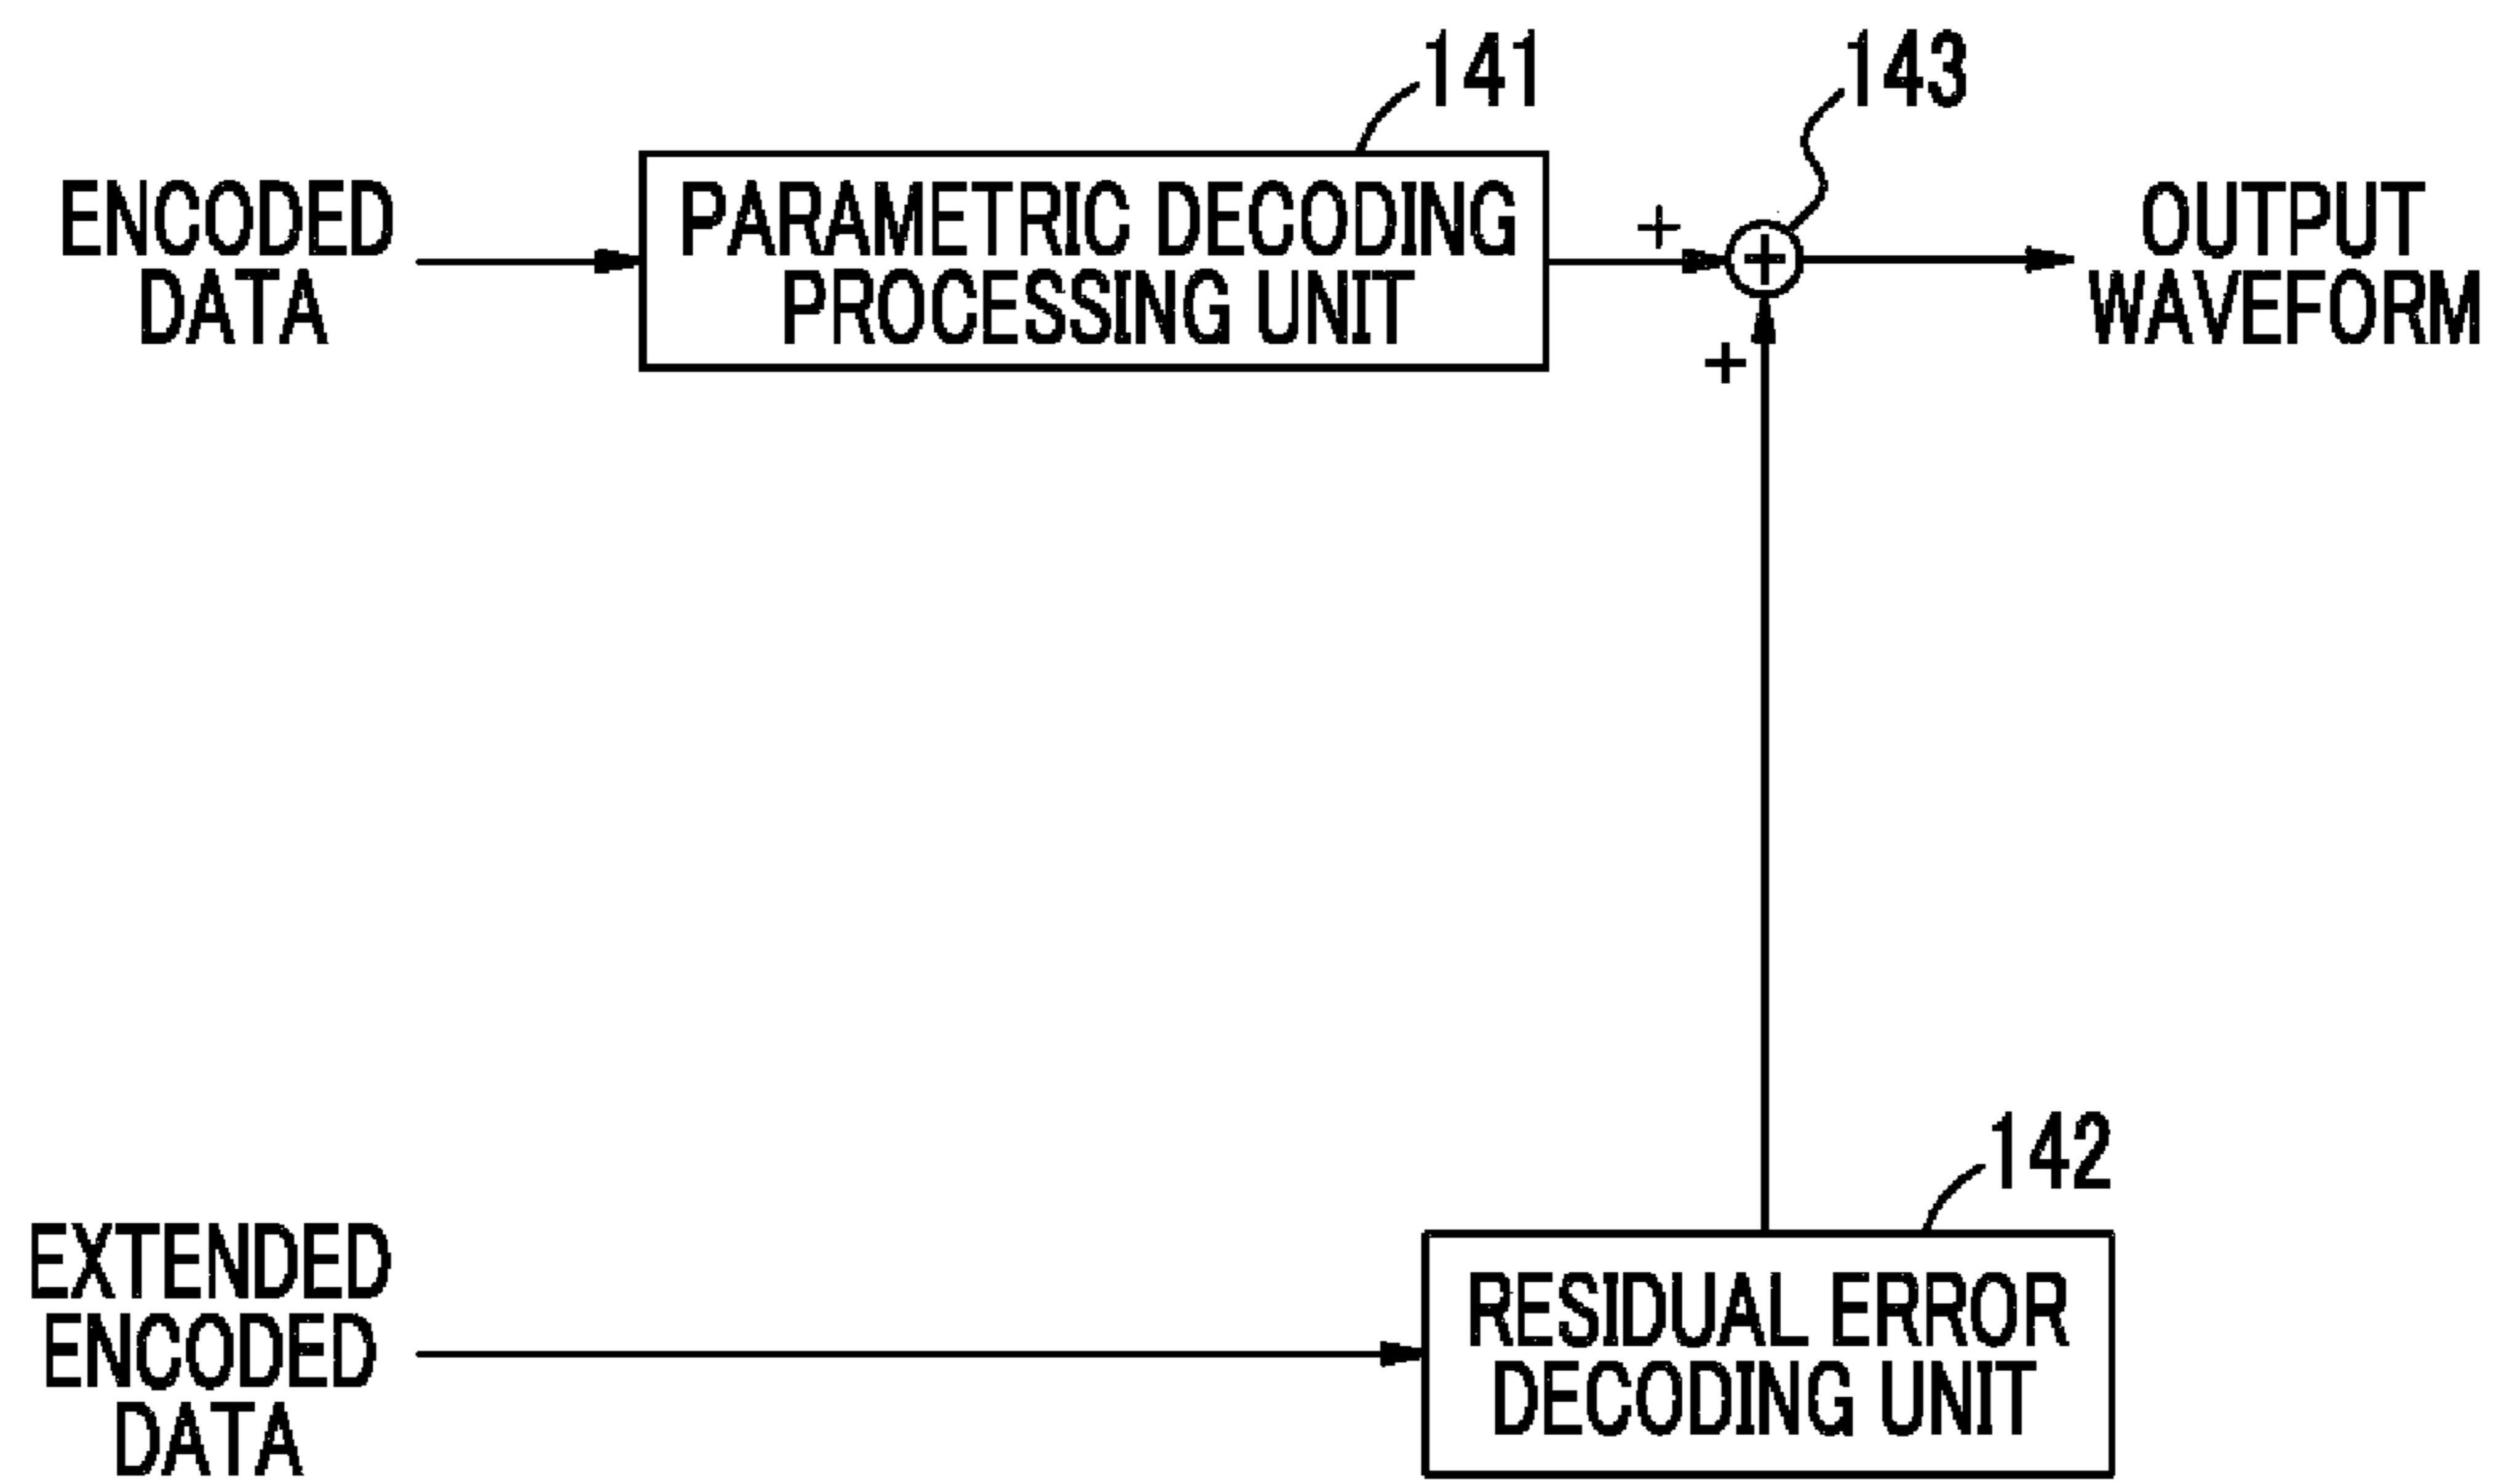 141
143
ENCODED
DATA
PARAMETRIC DECODING
PROCESSING UNIT
+
+
+
OUTPUT
WAVEFORM
142
EXTENDED
ENCODED
DATA
RESIDUAL ERROR
DECODING UNIT